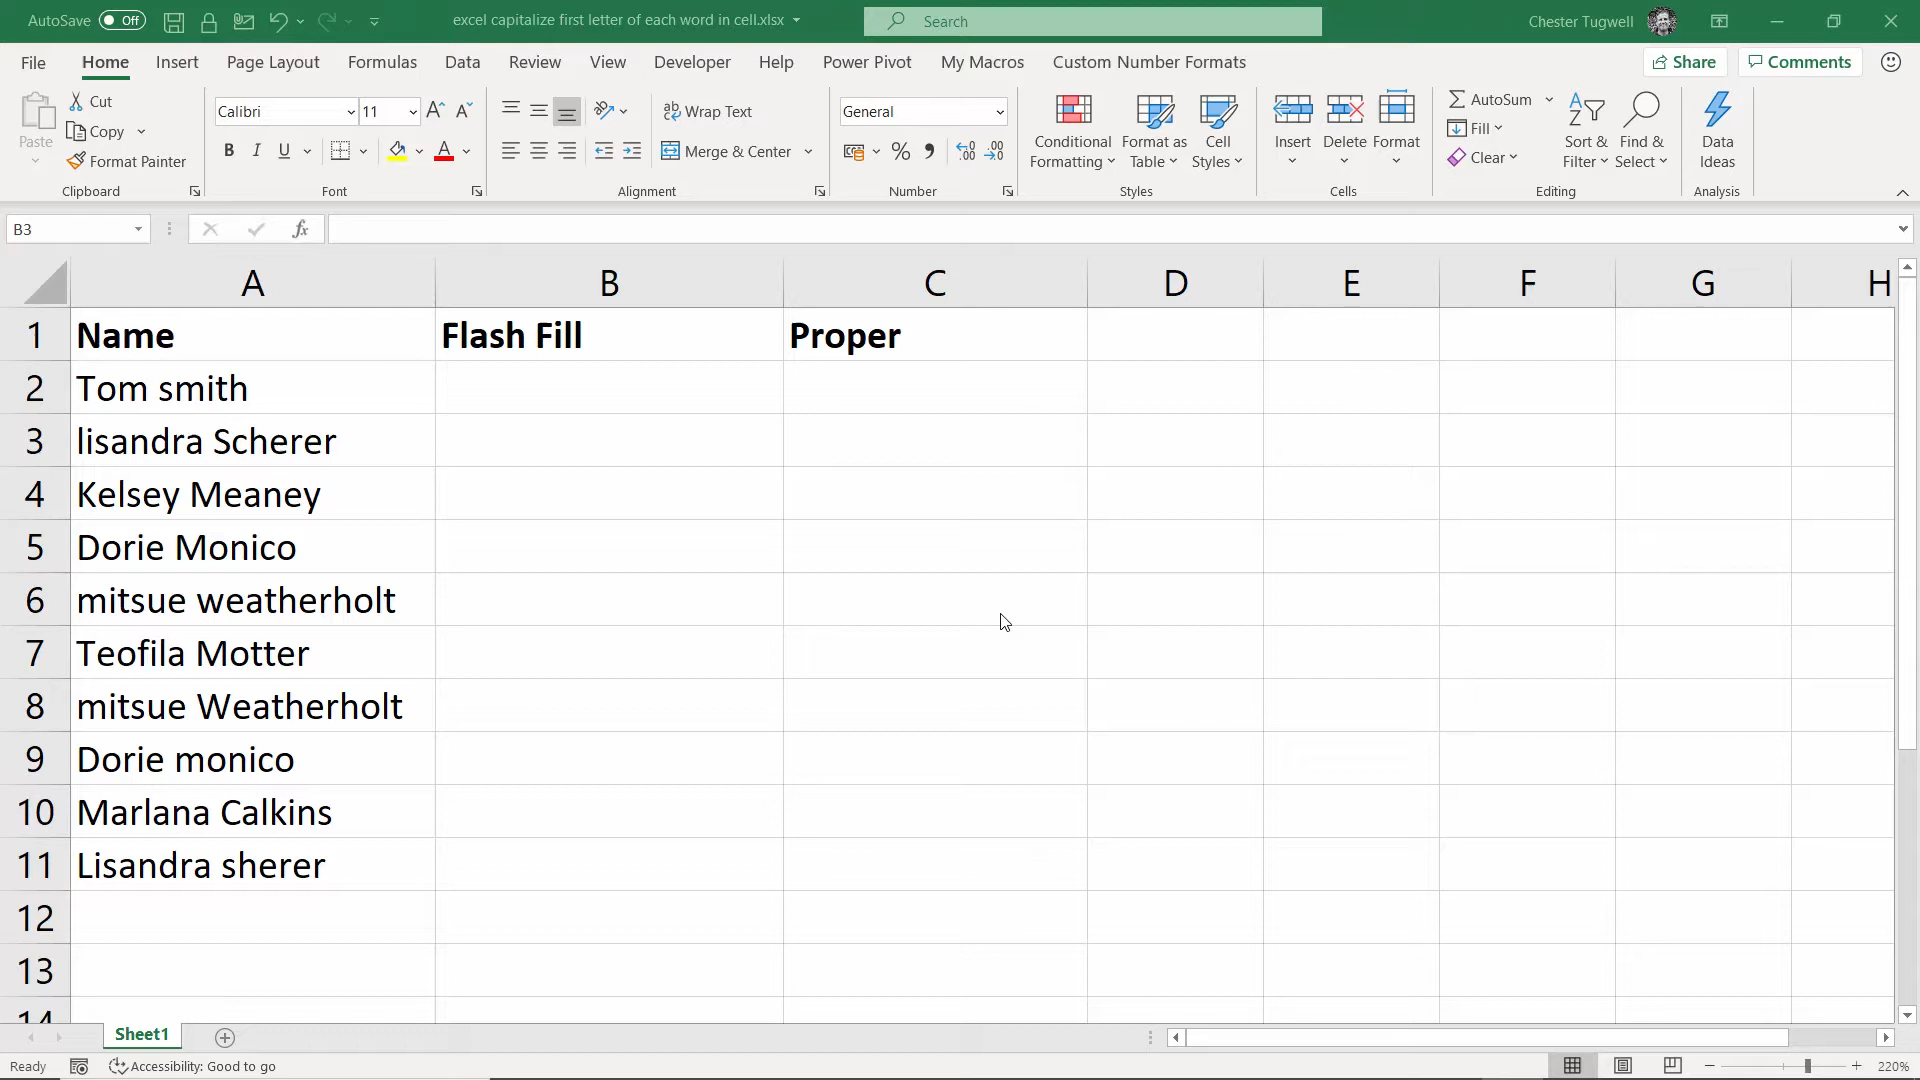 AutoSave Off
excel capitalize first letter of each word in cell.xlsx
Search
Chester Tugwell
File Home Insert Page Layout Formulas Data Review View Developer Help Power Pivot My Macros Custom Number Formats
Share Comments
Paste
Cut
Copy
Format Painter
Clipboard
Calibri 11
B I U A
Font
Wrap Text
Merge & Center
Alignment
General
%
Number
Conditional Formatting
Format as Table
Cell Styles
Styles
Insert Delete Format
Cells
AutoSum
Fill
Clear
Sort & Filter
Find & Select
Editing
Data Ideas
Analysis
B3 fx
A B C D E F G H
1 Name Flash Fill Proper
2 Tom smith
3 lisandra Scherer
4 Kelsey Meaney
5 Dorie Monico
6 mitsue weatherholt
7 Teofila Motter
8 mitsue Weatherholt
9 Dorie monico
10 Marlana Calkins
11 Lisandra sherer
12
13
14
Sheet1
Ready Accessibility: Good to go 220%